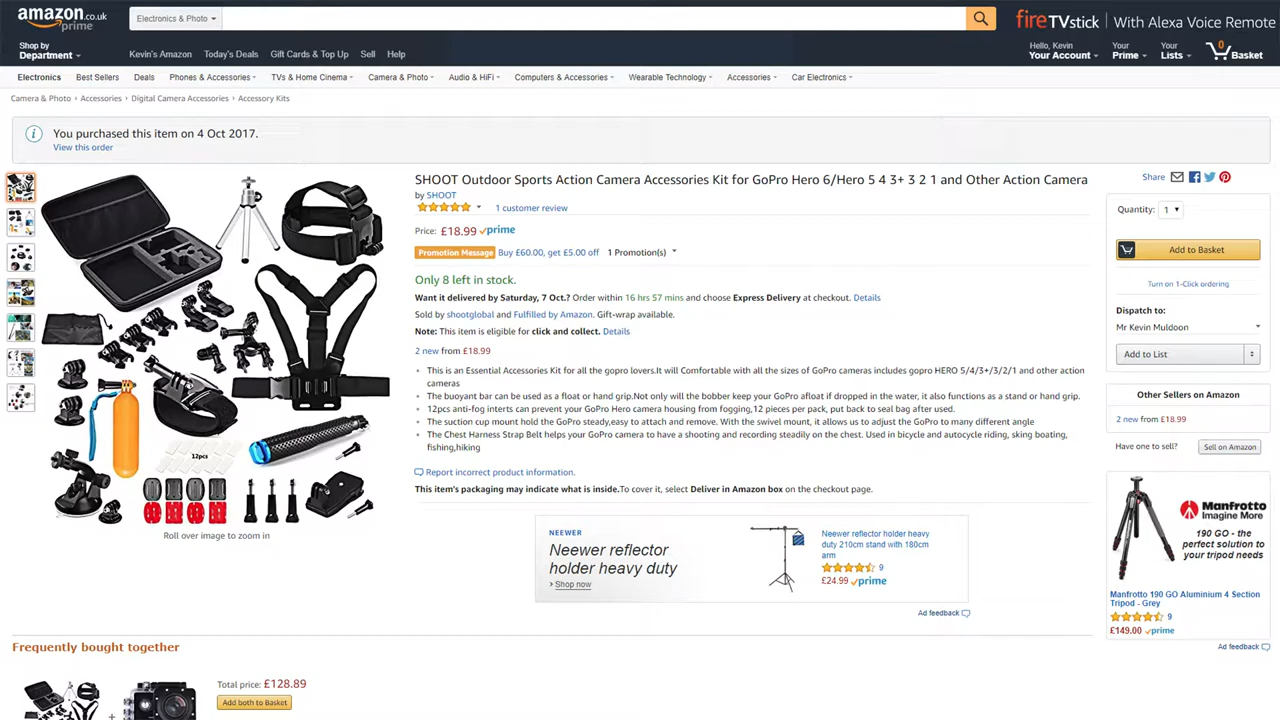 amazon.co.uk
prime
Electronics & Photo
fireTVstick | With Alexa Voice Remote
Shop by
Department
Kevin's Amazon Today's Deals Gift Cards & Top Up Sell Help
Hello, Kevin
Your Account
Your
Prime
Your
Lists
0
Basket
Electronics Best Sellers Deals Phones & Accessories TVs & Home Cinema Camera & Photo Audio & HiFi Computers & Accessories Wearable Technology Accessories Car Electronics
Camera & Photo › Accessories › Digital Camera Accessories › Accessory Kits
You purchased this item on 4 Oct 2017.
View this order
12pcs
Roll over image to zoom in
SHOOT Outdoor Sports Action Camera Accessories Kit for GoPro Hero 6/Hero 5 4 3+ 3 2 1 and Other Action Camera
by SHOOT
1 customer review
Price: £18.99 prime
Promotion Message Buy £60.00, get £5.00 off 1 Promotion(s)
Only 8 left in stock.
Want it delivered by Saturday, 7 Oct.? Order within 16 hrs 57 mins and choose Express Delivery at checkout. Details
Sold by shootglobal and Fulfilled by Amazon. Gift-wrap available.
Note: This item is eligible for click and collect. Details
2 new from £18.99
• This is an Essential Accessories Kit for all the gopro lovers.It will Comfortable with all the sizes of GoPro cameras includes gopro HERO 5/4/3+/3/2/1 and other action
cameras
• The buoyant bar can be used as a float or hand grip.Not only will the bobber keep your GoPro afloat if dropped in the water, it also functions as a stand or hand grip.
• 12pcs anti-fog interts can prevent your GoPro Hero camera housing from fogging,12 pieces per pack, put back to seal bag after used.
• The suction cup mount hold the GoPro steady,easy to attach and remove. With the swivel mount, it allows us to adjust the GoPro to many different angle
• The Chest Harness Strap Belt helps your GoPro camera to have a shooting and recording steadily on the chest. Used in bicycle and autocycle riding, sking boating,
fishing,hiking
Report incorrect product information.
This item's packaging may indicate what is inside.To cover it, select Deliver in Amazon box on the checkout page.
NEEWER
Neewer reflector
holder heavy duty
› Shop now
Neewer reflector holder heavy
duty 210cm stand with 180cm
arm
9
£24.99 prime
Ad feedback
Share
Quantity: 1
Add to Basket
Turn on 1-Click ordering
Dispatch to:
Mr Kevin Muldoon
Add to List
Other Sellers on Amazon
2 new from £18.99
Have one to sell? Sell on Amazon
Manfrotto
Imagine More
190 GO - the
perfect solution to
your tripod needs
Manfrotto 190 GO Aluminium 4 Section
Tripod - Grey
9
£149.00 prime
Ad feedback
Frequently bought together
+
Total price: £128.89
Add both to Basket